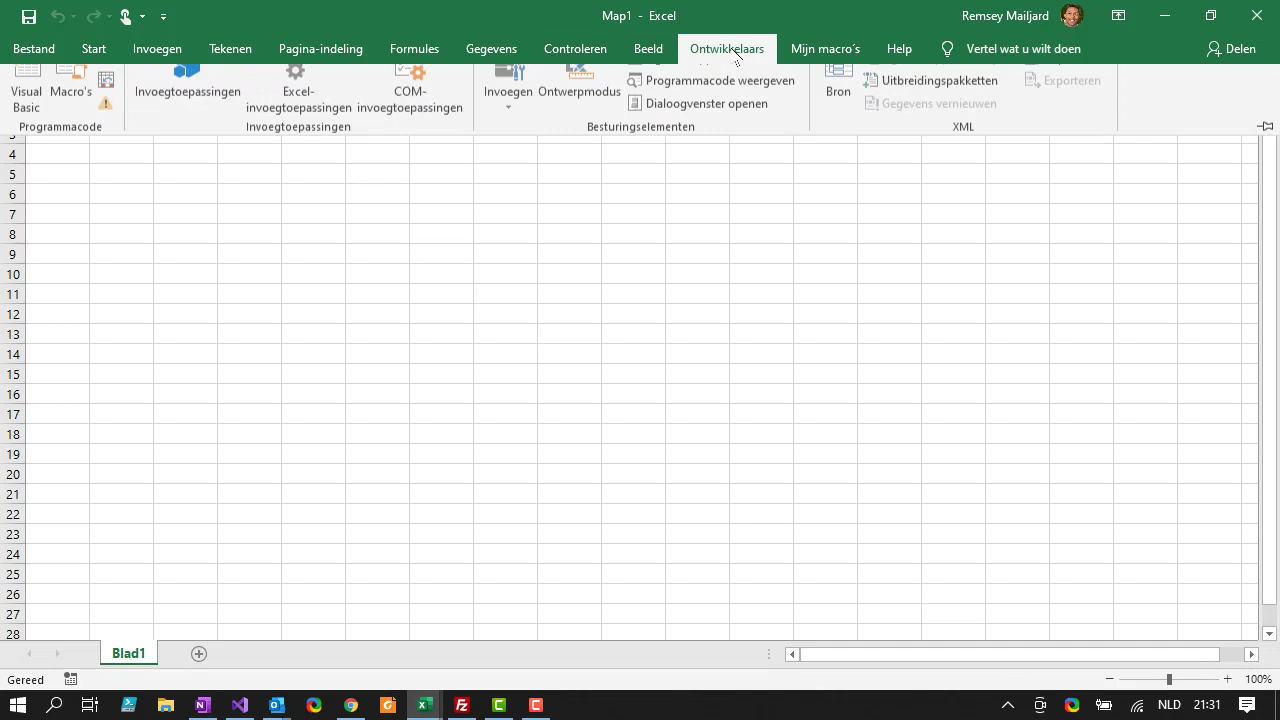 Map1 - Excel
Remsey Mailjard
Bestand Start Invoegen Tekenen Pagina-indeling Formules Gegevens Controleren Beeld Ontwikkelaars Mijn macro's Help Vertel wat u wilt doen Delen
Visual Basic
Macro's
Programmacode
Invoegtoepassingen
Excel-invoegtoepassingen
COM-invoegtoepassingen
Invoegtoepassingen
Invoegen
Ontwerpmodus
Programmacode weergeven
Dialoogvenster openen
Besturingselementen
Bron
Uitbreidingspakketten
Gegevens vernieuwen
Exporteren
XML
4
5
6
7
8
9
10
11
12
13
14
15
16
17
18
19
20
21
22
23
24
25
26
27
28
Blad1
Gereed
100%
NLD 21:31